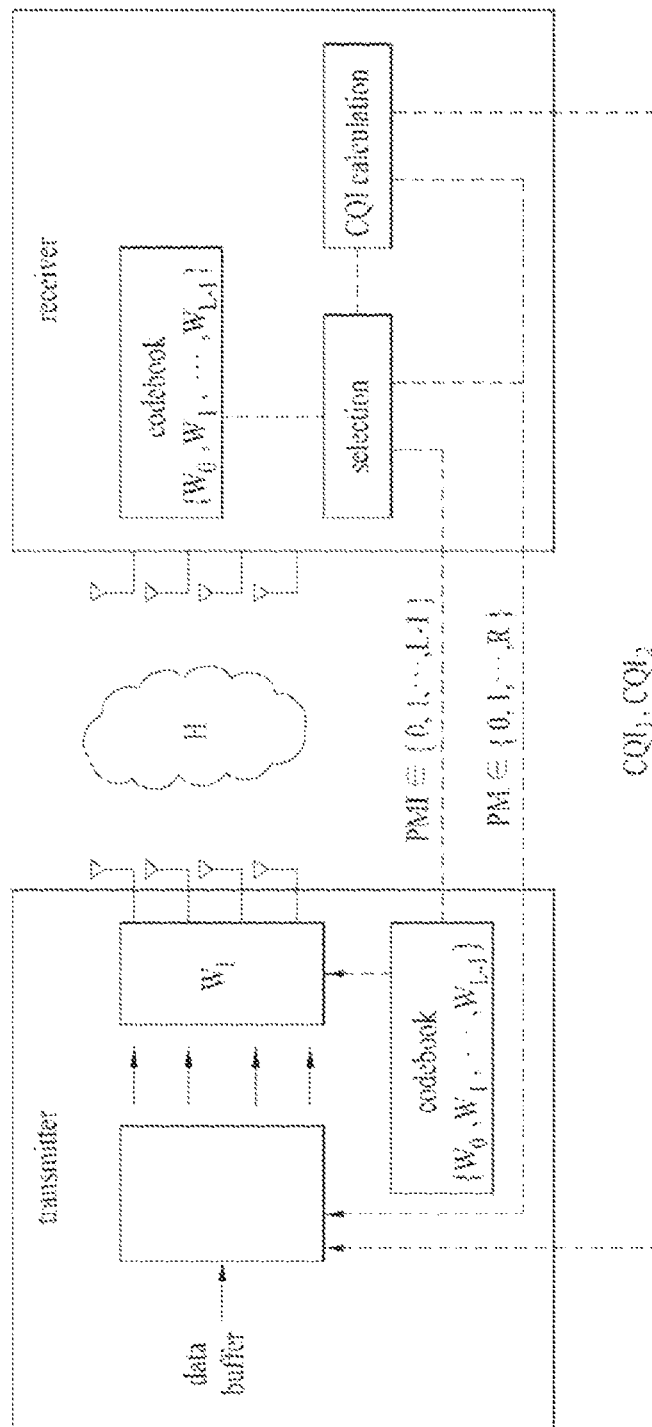 transmitter
data
buffer
W_i
codebook
{W_0, W_1, ⋯, W_{L-1}}
H
PMI ∈ {0, 1, ⋯, L-1}
PM ∈ {0, 1, ⋯, R}
CQI_1, CQI_2
receiver
codebook
{W_0, W_1, ⋯, W_{L-1}}
selection
CQI calculation